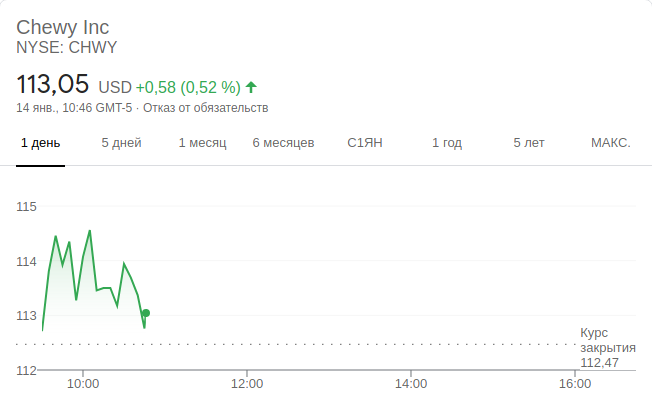 Chewy Inc
NYSE: CHWY
113,05 USD +0,58 (0,52 %)
14 янв., 10:46 GMT-5 · Отказ от обязательств
1 день 5 дней 1 месяц 6 месяцев С1ЯН 1 год 5 лет МАКС.
115
114
113
112
Курс
закрытия
112,47
10:00 12:00 14:00 16:00